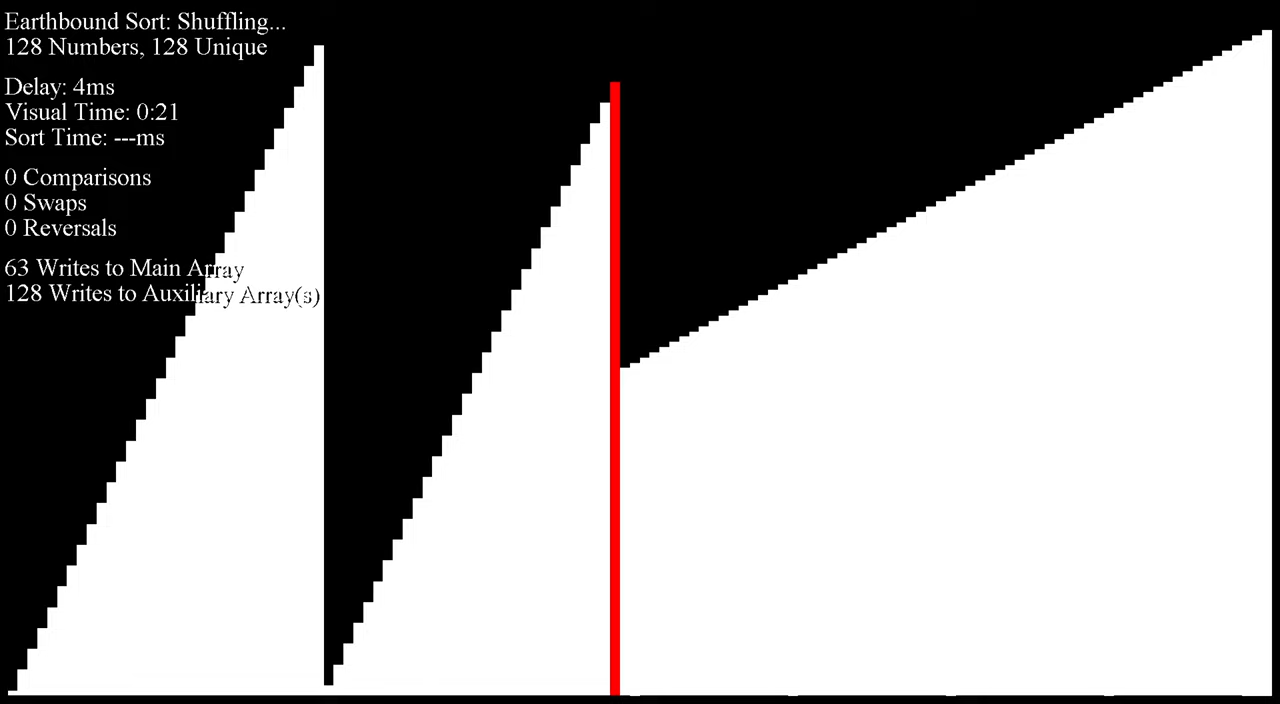 Earthbound Sort: Shuffling...
128 Numbers, 128 Unique
Delay: 4ms
Visual Time: 0:21
Sort Time: ---ms
0 Comparisons
0 Swaps
0 Reversals
63 Writes to Main Array
128 Writes to Auxiliary Array(s)